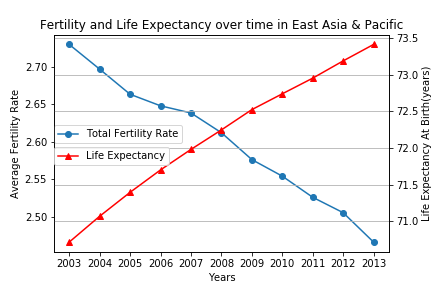 Fertility and Life Expectancy over time in East Asia & Pacific
Average Fertility Rate
2.70
2.65
2.60
2.55
2.50
Total Fertility Rate
Life Expectancy
73.5
73.0
72.5
72.0
71.5
71.0
Life Expectancy At Birth(years)
2003 2004 2005 2006 2007 2008 2009 2010 2011 2012 2013
Years